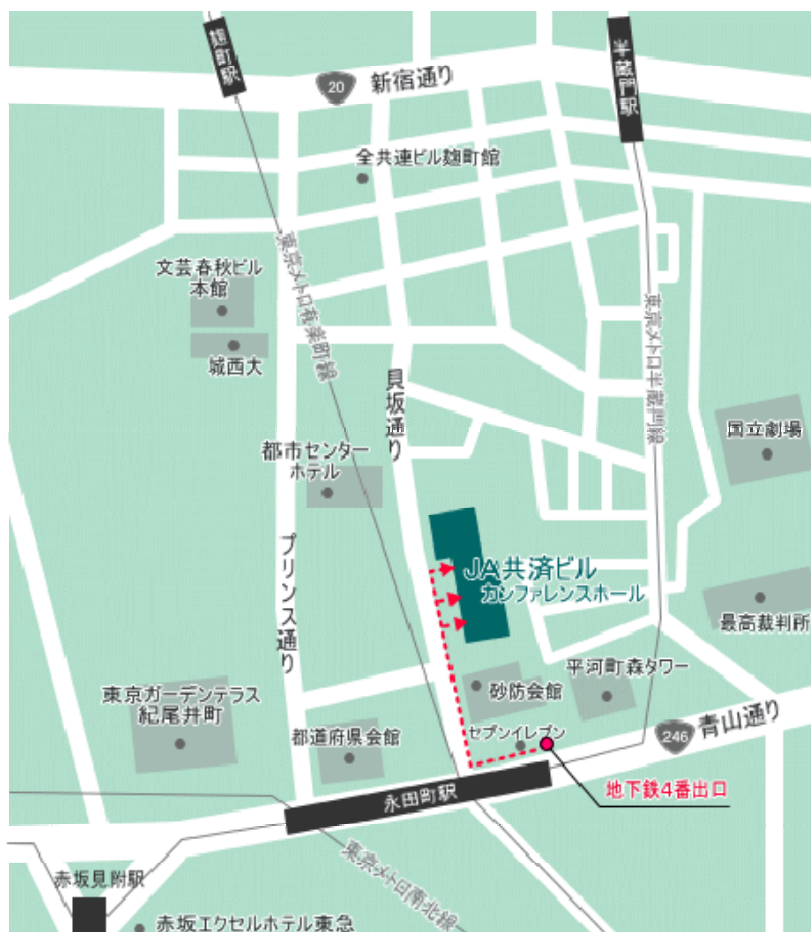 麹町駅
半蔵門駅
20
新宿通り
全共連ビル麹町館
東京メトロ有楽町線
文芸春秋ビル
本館
東京メトロ半蔵門線
城西大
貝坂通り
国立劇場
都市センター
ホテル
プリンス通り
JA共済ビル
カンファレンスホール
最高裁判所
平河町森タワー
砂防会館
東京ガーデンテラス
紀尾井町
都道府県会館
セブンイレブン
246
青山通り
地下鉄4番出口
永田町駅
東京メトロ南北線
赤坂見附駅
赤坂エクセルホテル東急